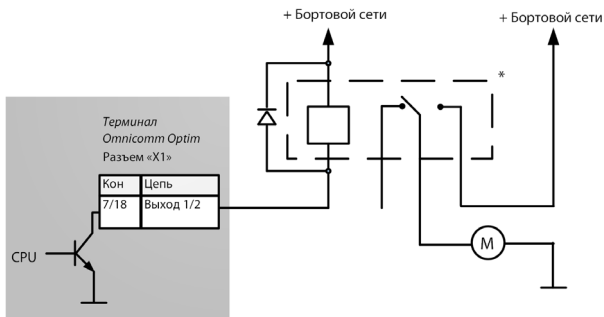 + Бортовой сети
+ Бортовой сети
*
Терминал
Omnicomm Optim
Разъем «X1»
Кон Цепь
7/18 Выход 1/2
CPU
M